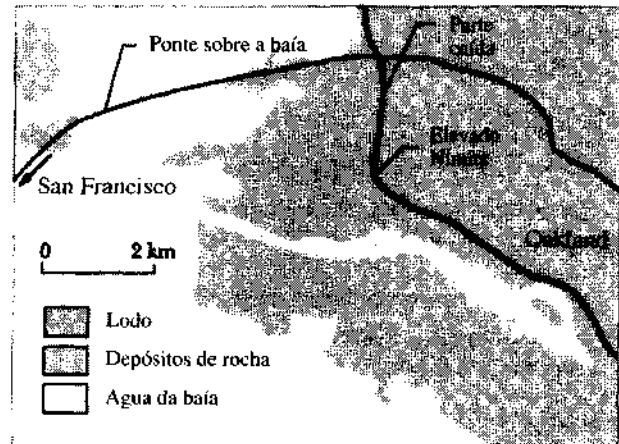 Ponte sobre a baía
Parte
caída
Elevado
Nimitz
San Francisco
Oakland
0 2 km
Lodo
Depósitos de rocha
Água da baía